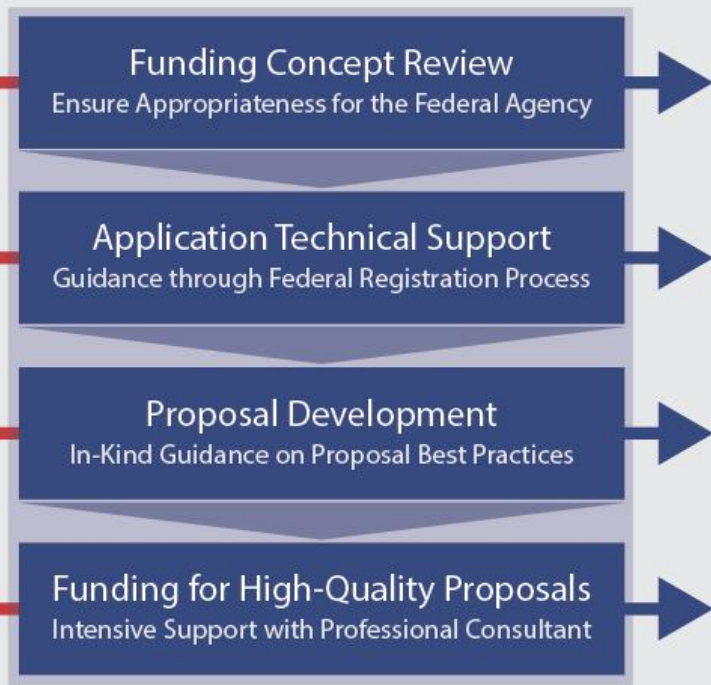 Funding Concept Review
Ensure Appropriateness for the Federal Agency
Application Technical Support
Guidance through Federal Registration Process
Proposal Development
In-Kind Guidance on Proposal Best Practices
Funding for High-Quality Proposals
Intensive Support with Professional Consultant